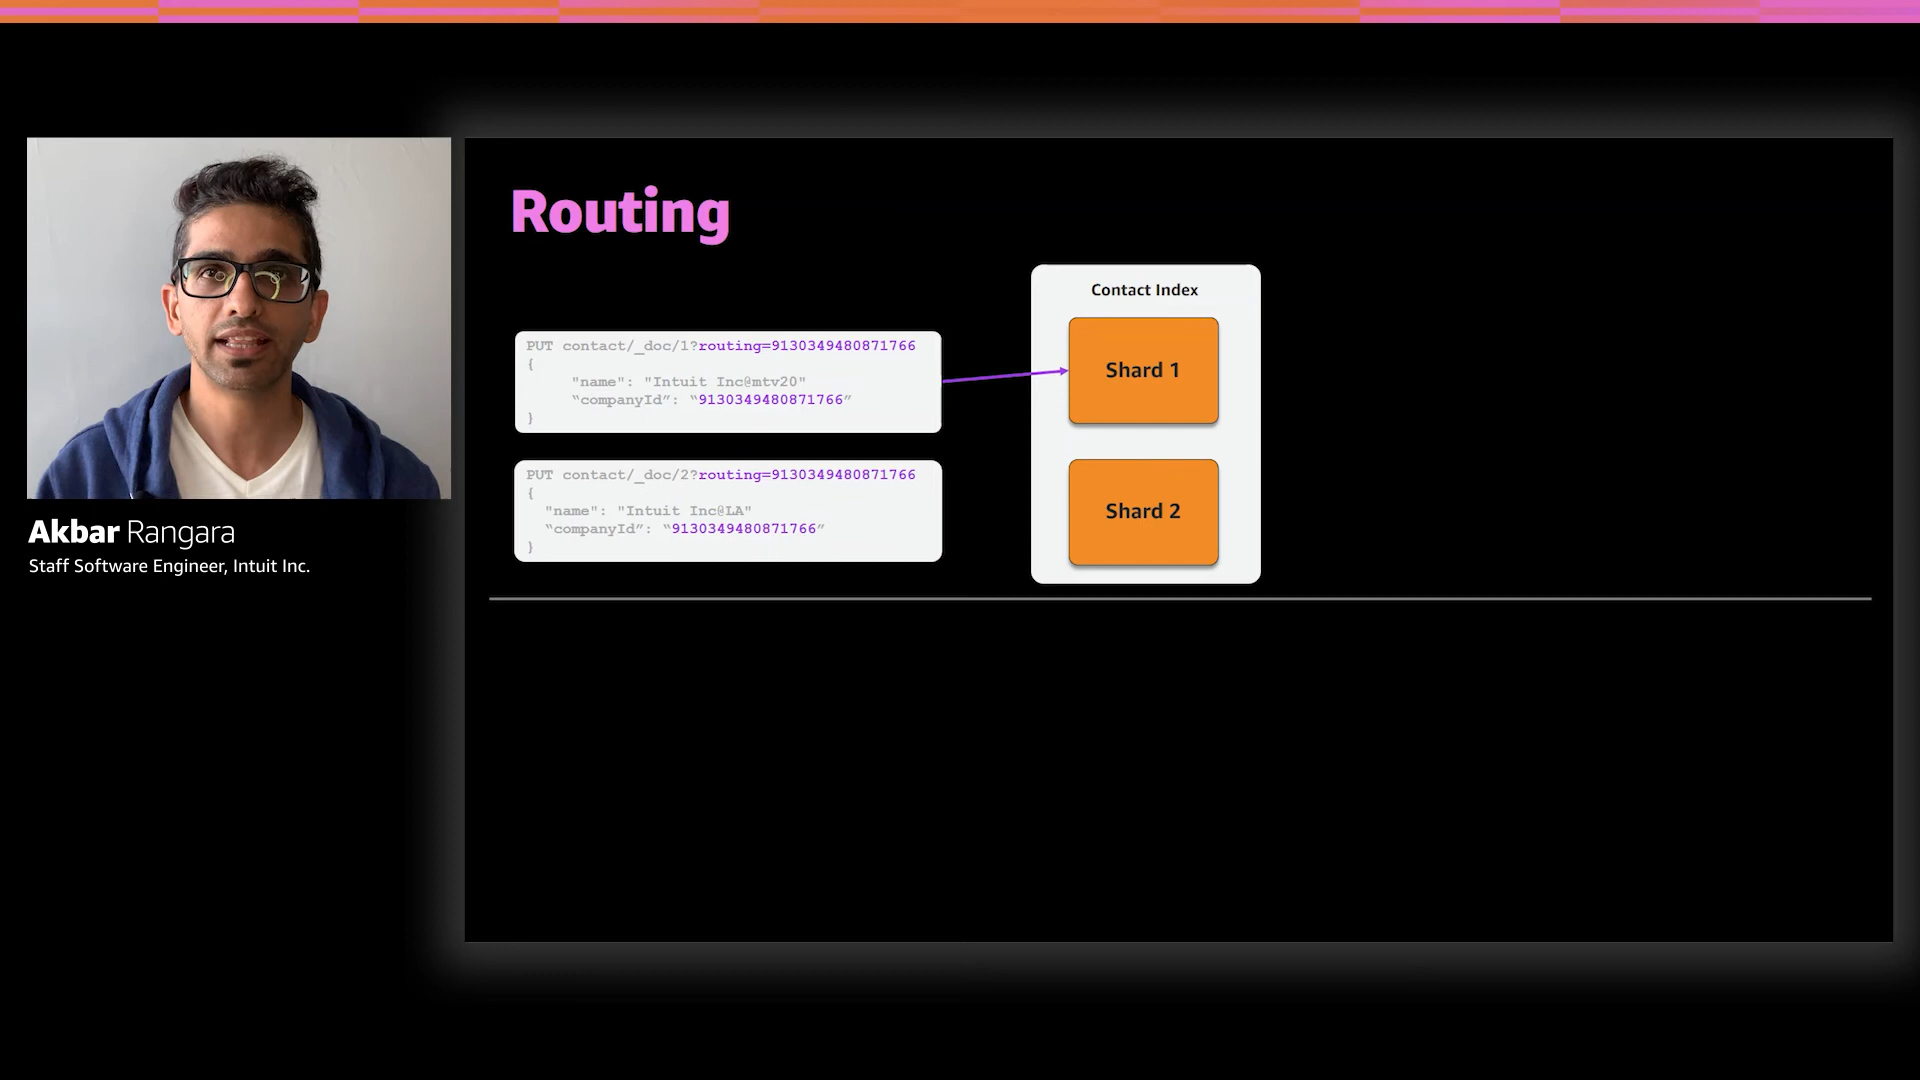 Routing
Contact Index
PUT contact/_doc/1?routing=9130349480871766
{
"name": "Intuit Inc@mtv20"
“companyId”: “9130349480871766”
}
Shard 1
PUT contact/_doc/2?routing=9130349480871766
{
"name": "Intuit Inc@LA"
“companyId”: “9130349480871766”
}
Shard 2
Akbar Rangara
Staff Software Engineer, Intuit Inc.